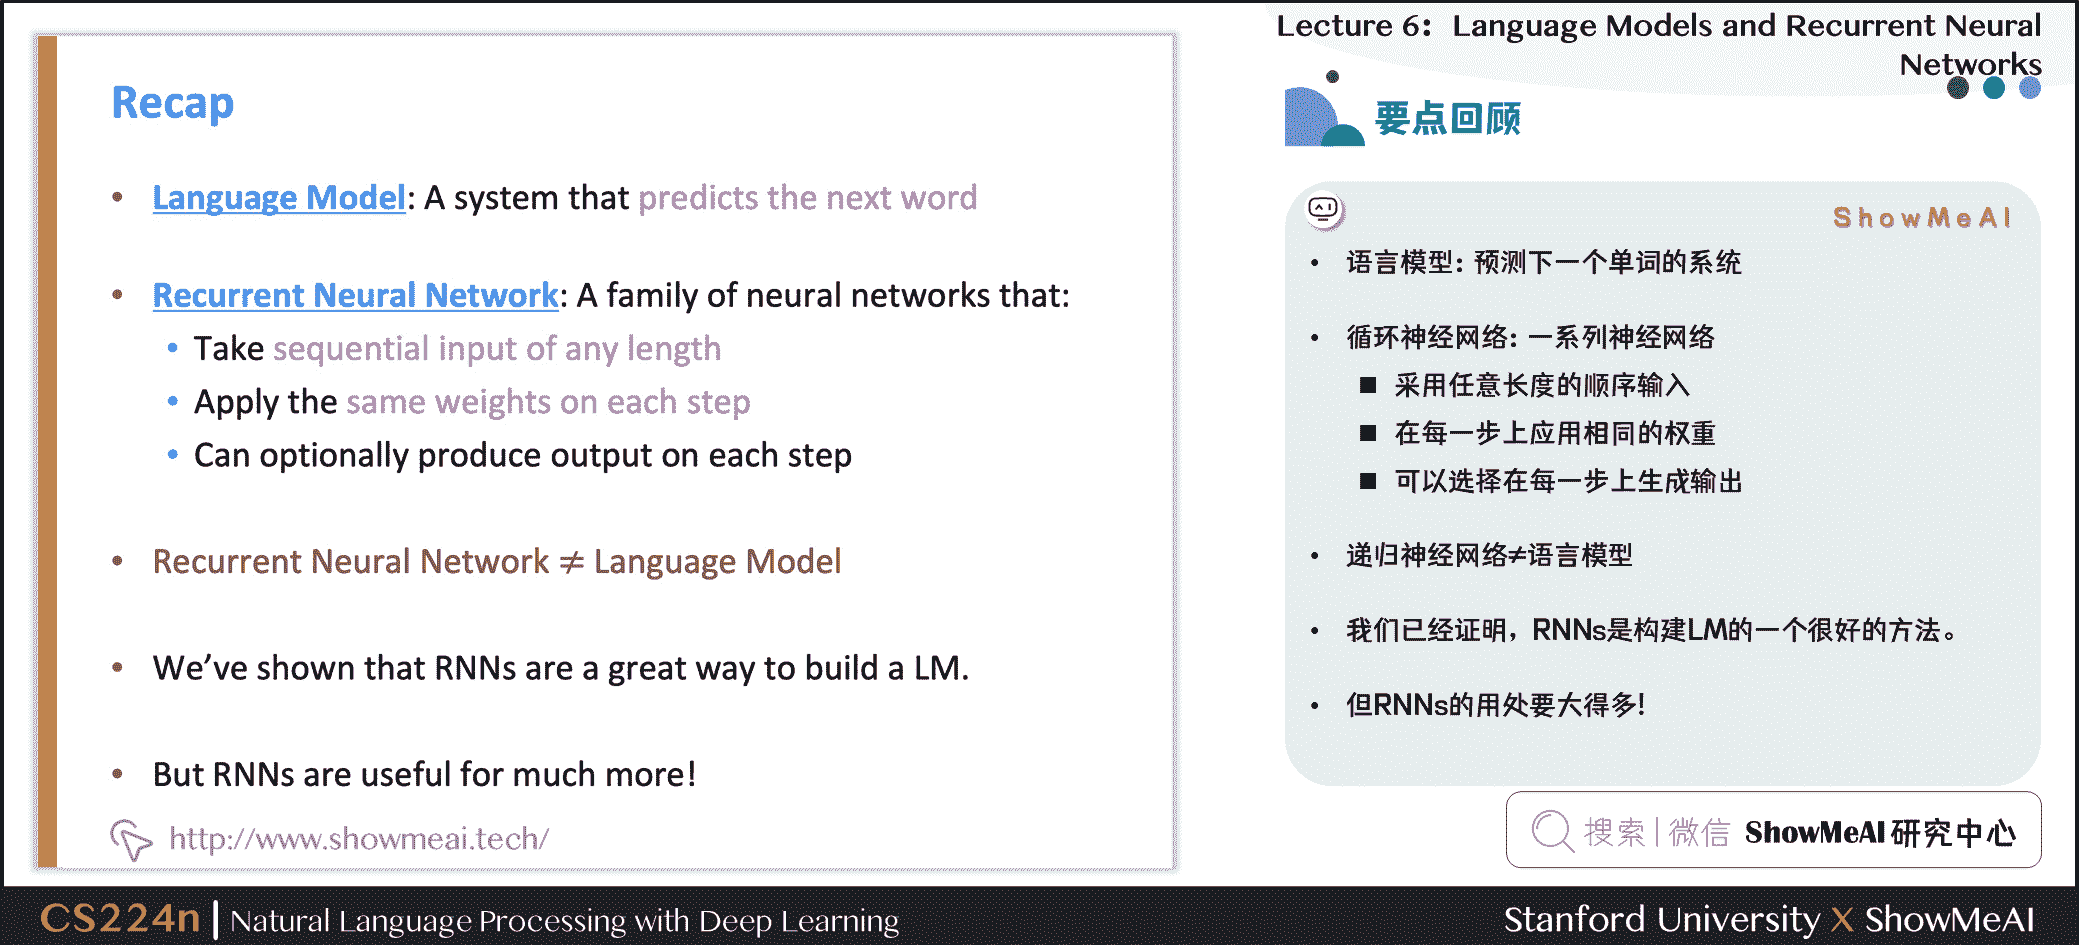 Lecture 6: Language Models and Recurrent Neural
Networks
Recap
• Language Model: A system that predicts the next word
• Recurrent Neural Network: A family of neural networks that:
• Take sequential input of any length
• Apply the same weights on each step
• Can optionally produce output on each step
• Recurrent Neural Network ≠ Language Model
• We’ve shown that RNNs are a great way to build a LM.
• But RNNs are useful for much more!
http://www.showmeai.tech/
要点回顾
ShowMeAI
• 语言模型: 预测下一个单词的系统
• 循环神经网络: 一系列神经网络
■ 采用任意长度的顺序输入
■ 在每一步上应用相同的权重
■ 可以选择在每一步上生成输出
• 递归神经网络≠语言模型
• 我们已经证明，RNNs是构建LM的一个很好的方法。
• 但RNNs的用处要大得多!
搜索|微信 ShowMeAI研究中心
CS224n | Natural Language Processing with Deep Learning
Stanford University X ShowMeAI